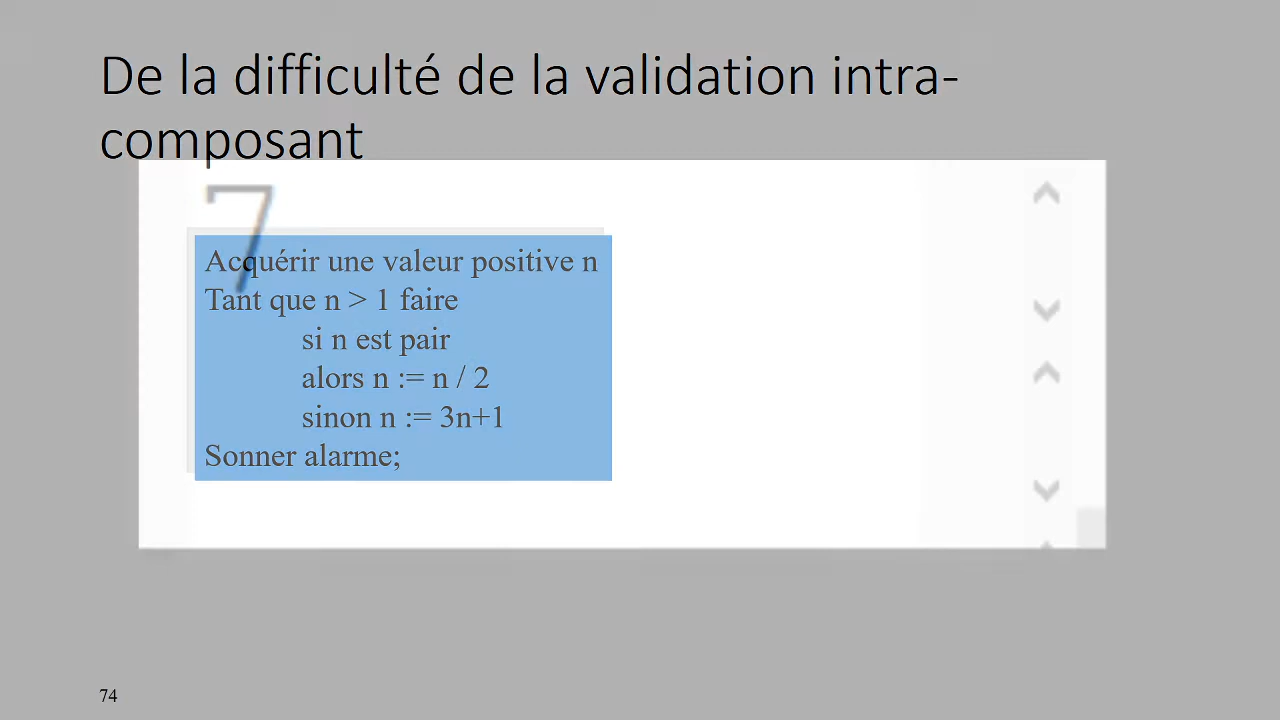 De la difficulté de la validation intra-
composant
7
Acquérir une valeur positive n
Tant que n > 1 faire
si n est pair
alors n := n / 2
sinon n := 3n+1
Sonner alarme;
74